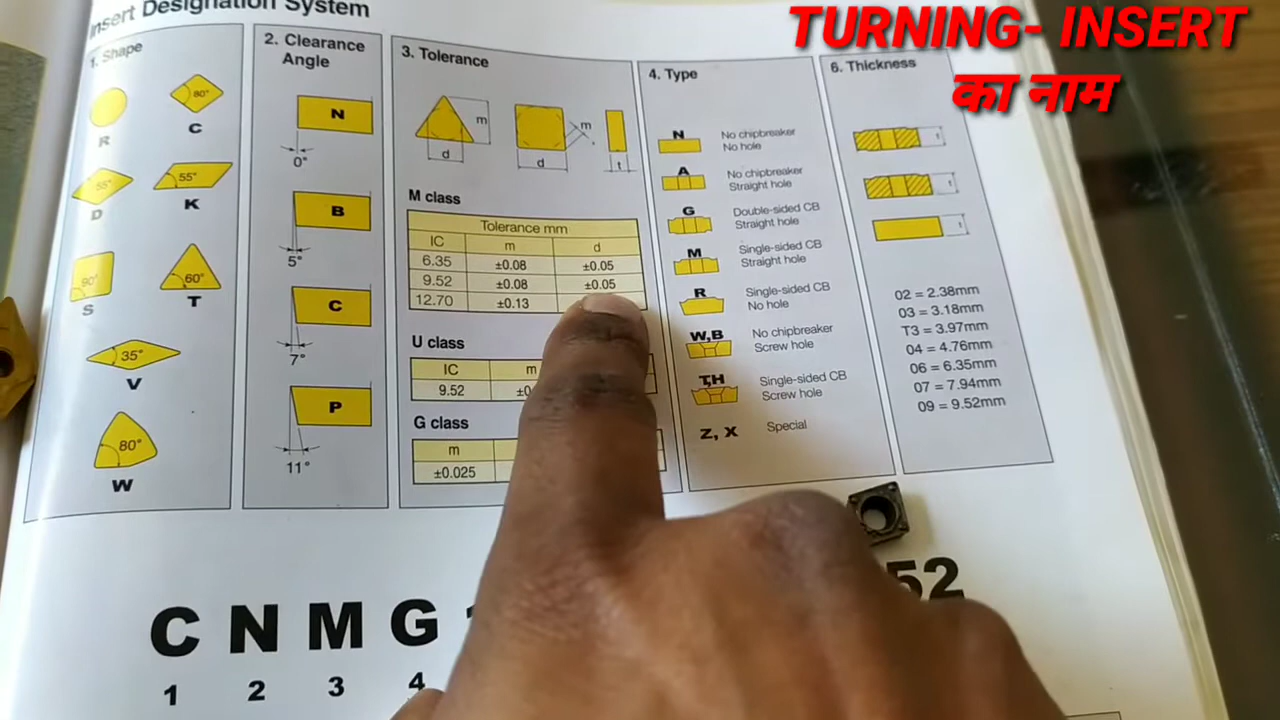 Insert Designation System
TURNING- INSERT
का नाम
1. Shape
R
80°
C
55°
D
55°
K
90°
S
60°
T
35°
V
80°
W
2. Clearance
Angle
N
0°
B
5°
C
7°
P
11°
3. Tolerance
m
d
m
d
t
M class
Tolerance mm
IC m d
6.35 ±0.08 ±0.05
9.52 ±0.08 ±0.05
12.70 ±0.13
U class
IC m
9.52
G class
m
±0.025
4. Type
N No chipbreaker
No hole
A No chipbreaker
Straight hole
G Double-sided CB
Straight hole
M Single-sided CB
Straight hole
R Single-sided CB
No hole
W,B No chipbreaker
Screw hole
T,H Single-sided CB
Screw hole
Z, X Special
6. Thickness
t
t
t
02 = 2.38mm
03 = 3.18mm
T3 = 3.97mm
04 = 4.76mm
06 = 6.35mm
07 = 7.94mm
09 = 9.52mm
C N M G 52
1 2 3 4